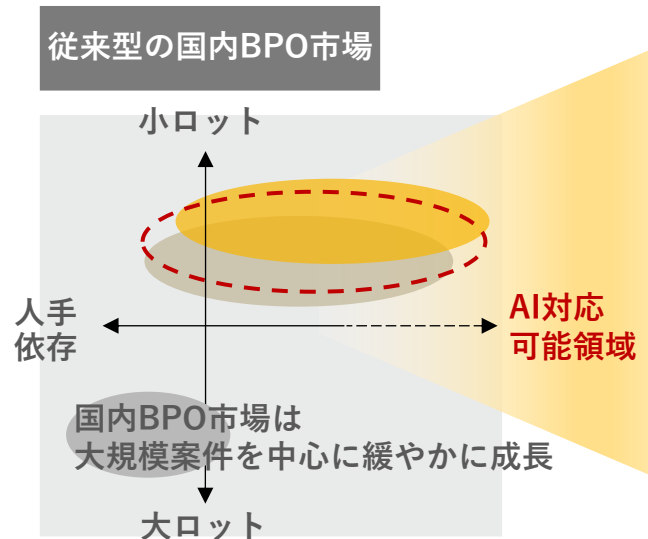 従来型の国内BPO市場
小ロット
人手
依存
AI対応
可能領域
国内BPO市場は
大規模案件を中心に緩やかに成長
大ロット